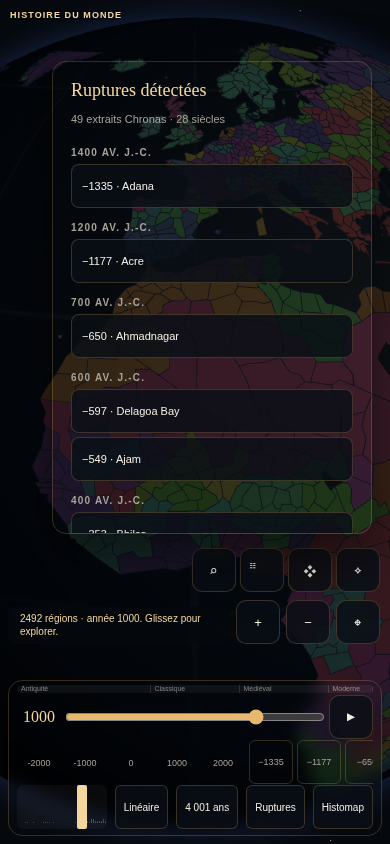 HISTOIRE DU MONDE
Ruptures détectées
49 extraits Chronas · 28 siècles
1400 AV. J.-C.
−1335 · Adana
1200 AV. J.-C.
−1177 · Acre
700 AV. J.-C.
−650 · Ahmadnagar
600 AV. J.-C.
−597 · Delagoa Bay
−549 · Ajam
400 AV. J.-C.
2492 régions · année 1000. Glissez pour
explorer.
+ −
Antiquité Classique Médiéval Moderne
1000
-2000 -1000 0 1000 2000 −1335 −1177 −65
Linéaire 4 001 ans Ruptures Histomap